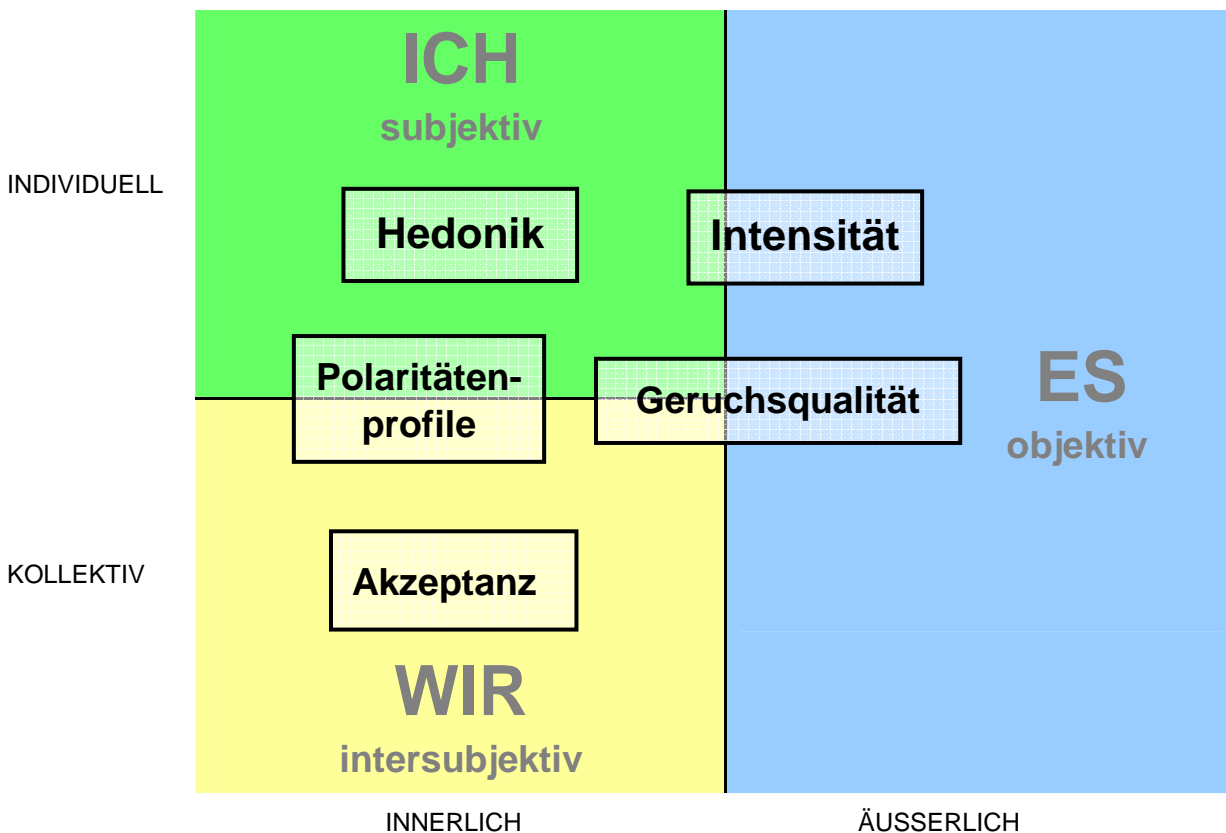 ICH
subjektiv
INDIVIDUELL
Hedonik
Intensität
Polaritäten-
profile
Geruchsqualität
ES
objektiv
KOLLEKTIV
Akzeptanz
WIR
intersubjektiv
INNERLICH
ÄUSSERLICH